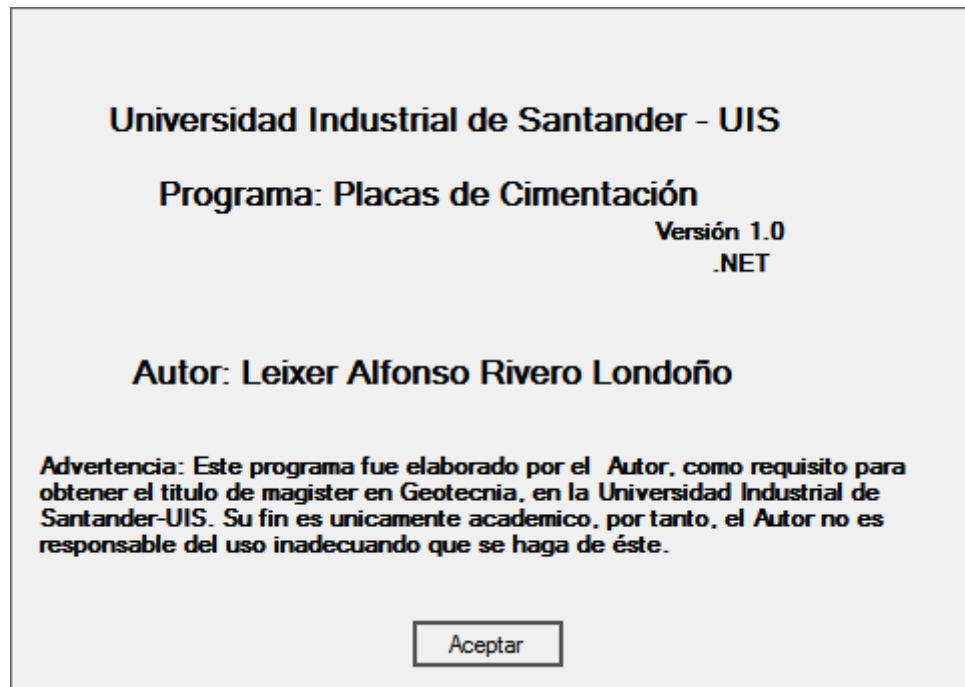 Universidad Industrial de Santander - UIS
Programa: Placas de Cimentación
Versión 1.0
.NET
Autor: Leixer Alfonso Rivero Londoño
Advertencia: Este programa fue elaborado por el Autor, como requisito para
obtener el titulo de magister en Geotecnia, en la Universidad Industrial de
Santander-UIS. Su fin es unicamente academico, por tanto, el Autor no es
responsable del uso inadecuando que se haga de éste.
Aceptar